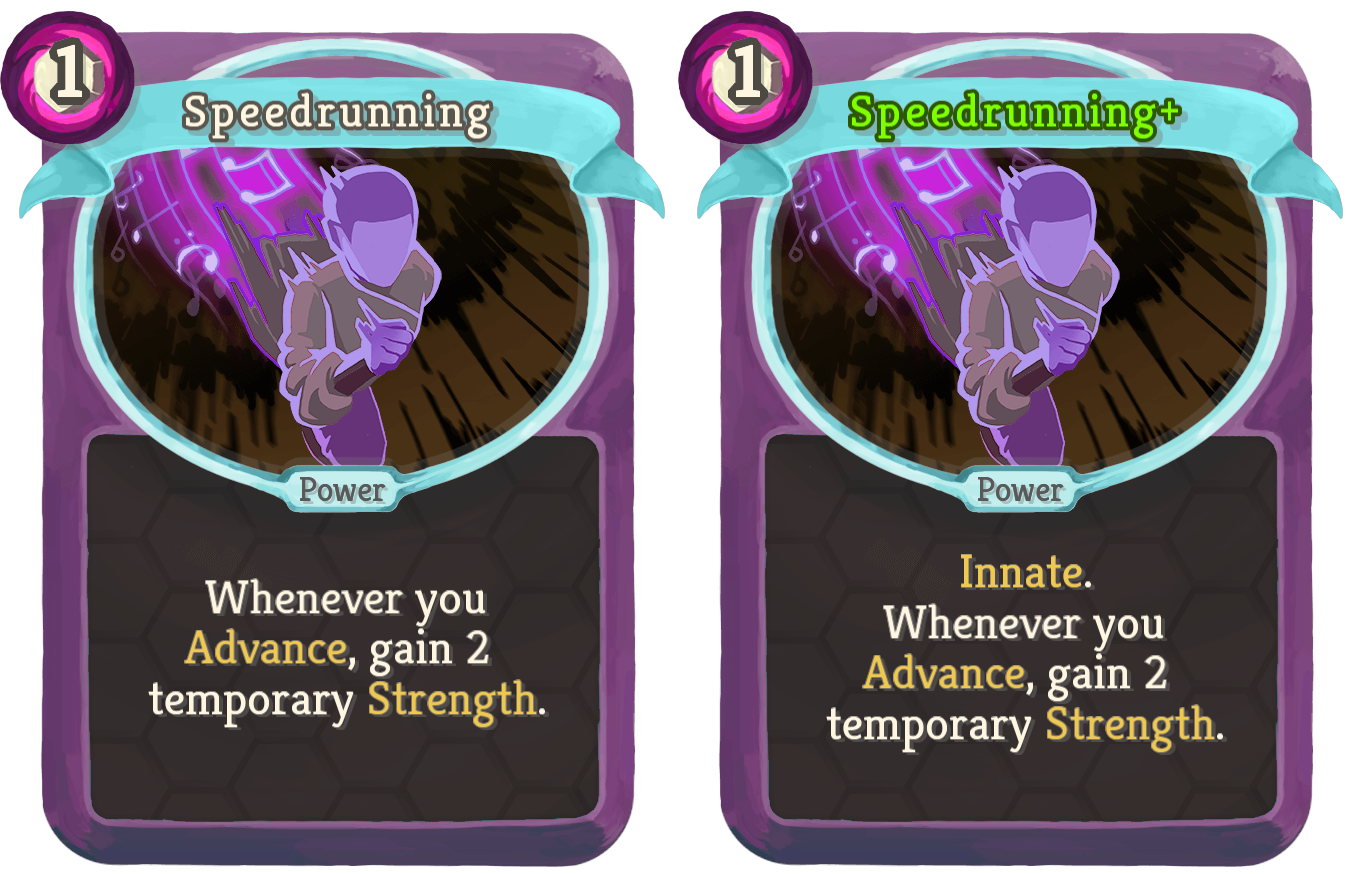 1
Speedrunning
Power
Whenever you
Advance, gain 2
temporary Strength.
1
Speedrunning+
Power
Innate.
Whenever you
Advance, gain 2
temporary Strength.